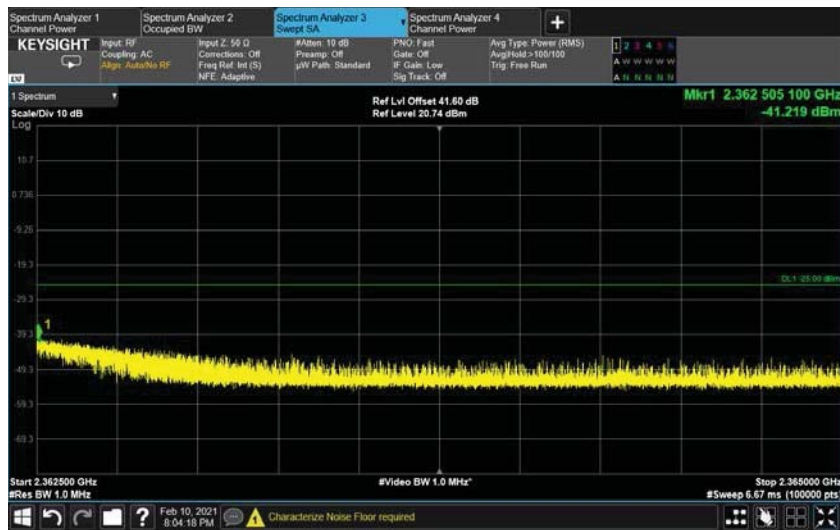 Spectrum Analyzer 1
Channel Power
Spectrum Analyzer 2
Occupied BW
Spectrum Analyzer 3
Swept SA
Spectrum Analyzer 4
Channel Power
KEYSIGHT
Input: RF
Coupling: AC
Align: Auto/No RF
Input Z: 50 Ω
Corrections: Off
Freq Ref: Int (S)
NFE: Adaptive
#Atten: 10 dB
Preamp: Off
µW Path: Standard
PNO: Fast
Gate: Off
IF Gain: Low
Sig Track: Off
Avg Type: Power (RMS)
Avg|Hold:>100/100
Trig: Free Run
1 2 3 4 5 6
A W W W W W
A N N N N N
1 Spectrum
Scale/Div 10 dB
Log
Ref Lvl Offset 41.60 dB
Ref Level 20.74 dBm
Mkr1 2.362 505 100 GHz
-41.219 dBm
10.7
0.736
-9.26
-19.3
DL1 -25.00 dBm
-29.3
-39.3
1
-49.3
-59.3
-69.3
Start 2.362500 GHz
#Res BW 1.0 MHz
#Video BW 1.0 MHz*
Stop 2.365000 GHz
#Sweep 6.67 ms (100000 pts)
Feb 10, 2021
8:04:18 PM
Characterize Noise Floor required